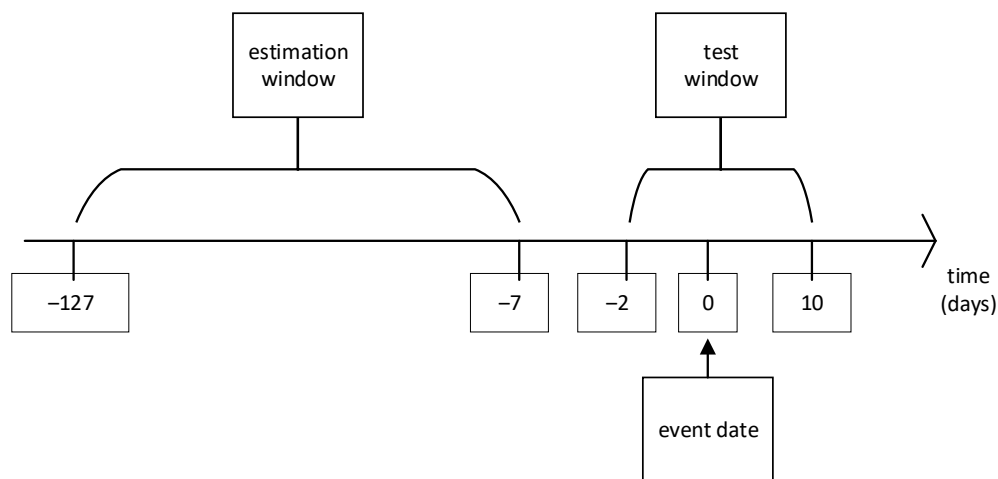 estimation
window
test
window
–127
–7
–2
0
10
time
(days)
event date